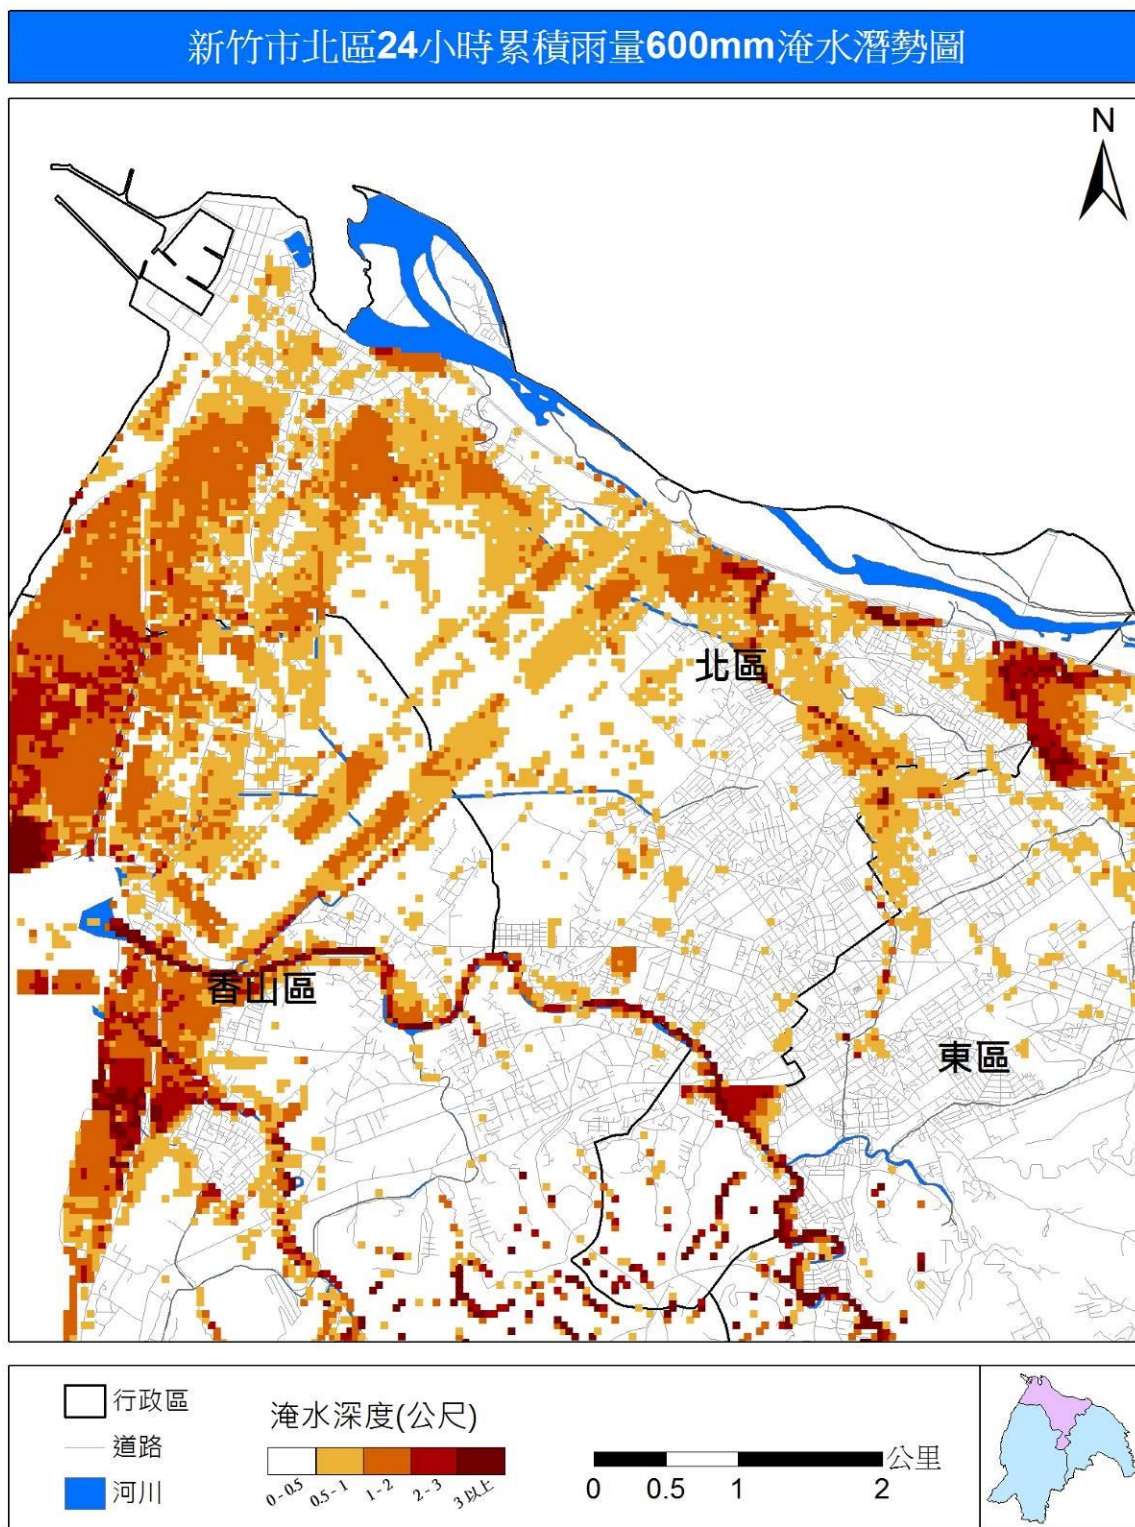 新竹市北區24小時累積雨量600mm淹水潛勢圖
N
北區
香山區
東區
行政區
道路
河川
淹水深度(公尺)
0 - 0.5
0.5 - 1
1 - 2
2 - 3
3 以上
公里
0 0.5 1 2